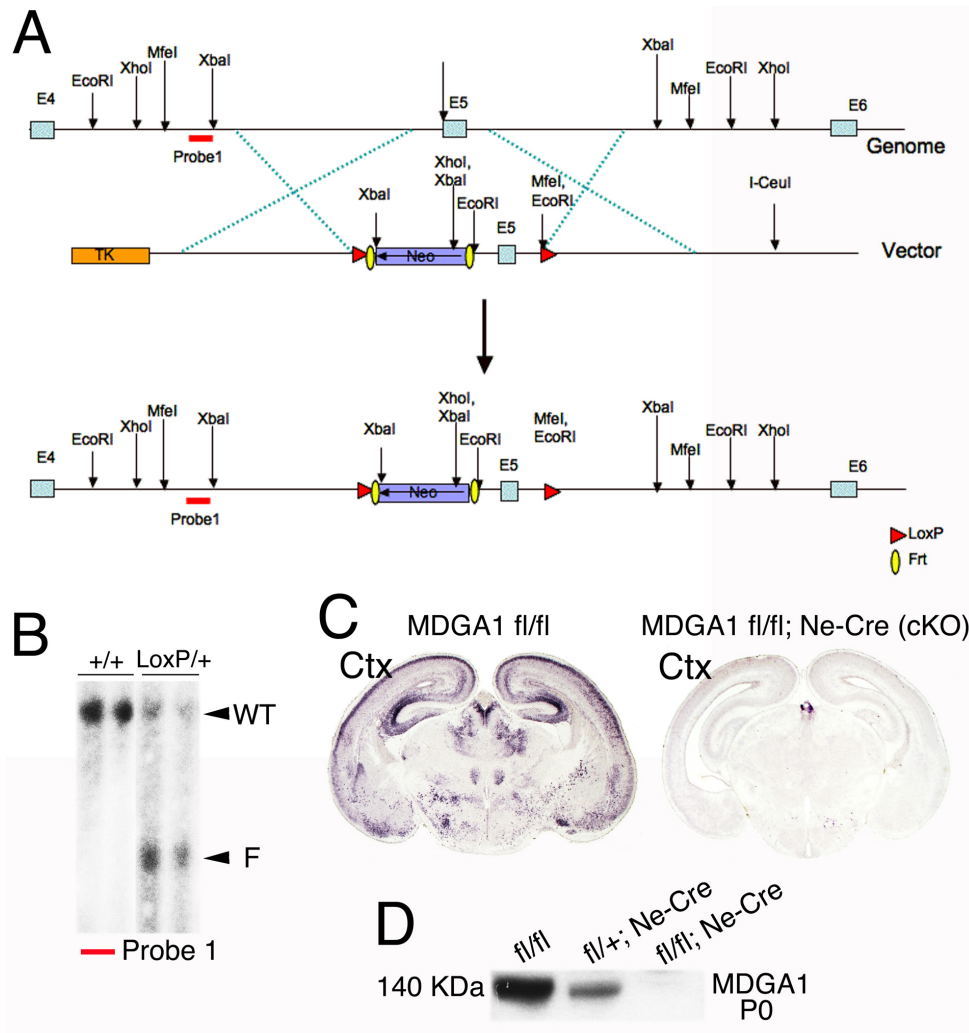 A
E4
EcoRI
XhoI
MfeI
XbaI
E5
XbaI
MfeI
EcoRI
XhoI
E6
Probe1
Genome
XbaI
XhoI,
XbaI
EcoRI
E5
MfeI,
EcoRI
I-CeuI
TK
Neo
Vector
E4
EcoRI
XhoI
MfeI
XbaI
XbaI
XhoI,
XbaI
EcoRI
E5
MfeI,
EcoRI
XbaI
MfeI
EcoRI
XhoI
E6
Neo
Probe1
LoxP
Frt
B
+/+ LoxP/+
WT
F
Probe 1
C
MDGA1 fl/fl
MDGA1 fl/fl; Ne-Cre (cKO)
Ctx
Ctx
D
fl/fl
fl/+; Ne-Cre
fl/fl; Ne-Cre
140 KDa
MDGA1
P0